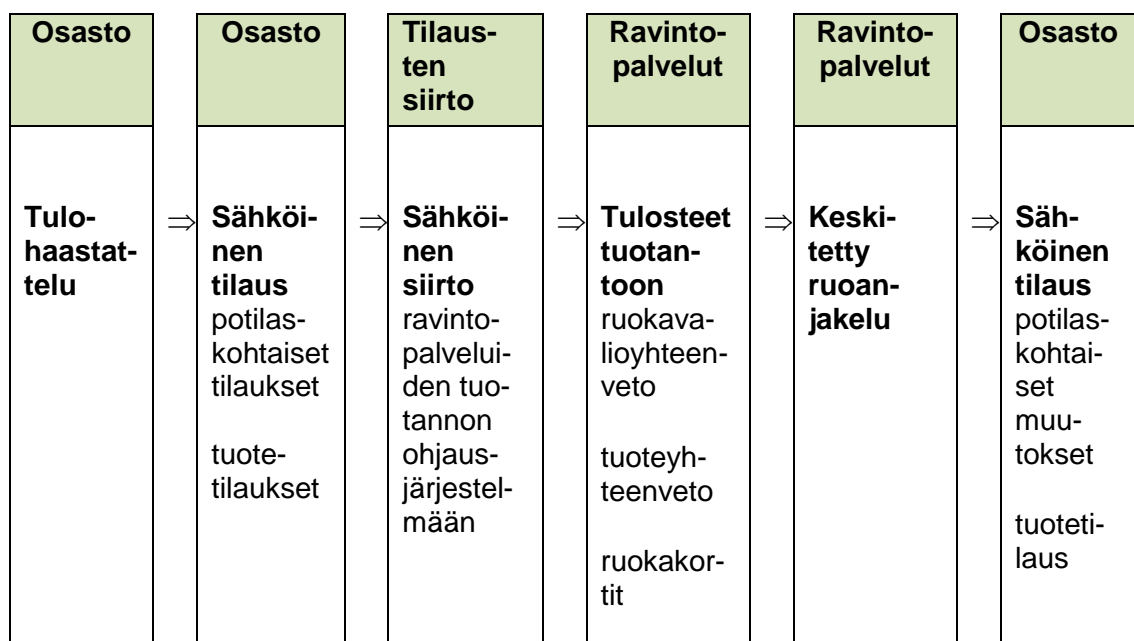 Osasto
Tulo-
haastat-
telu
⇒
Osasto
Sähköi-
nen
tilaus
potilas-
kohtaiset
tilaukset
tuote-
tilaukset
⇒
Tilaus-
ten
siirto
Sähköi-
nen
siirto
ravinto-
palvelui-
den tuo-
tannon
ohjaus-
järjestel-
mään
⇒
Ravinto-
palvelut
Tulosteet
tuotan-
toon
ruokava-
lioyhteen-
veto
tuoteyh-
teenveto
ruokakor-
tit
⇒
Ravinto-
palvelut
Keski-
tetty
ruoan-
jakelu
⇒
Osasto
Säh-
köinen
tilaus
potilas-
kohtai-
set
muu-
tokset
tuoteti-
laus